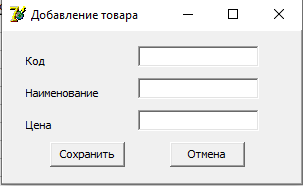 Добавление товара
Код
Наименование
Цена
Сохранить Отмена